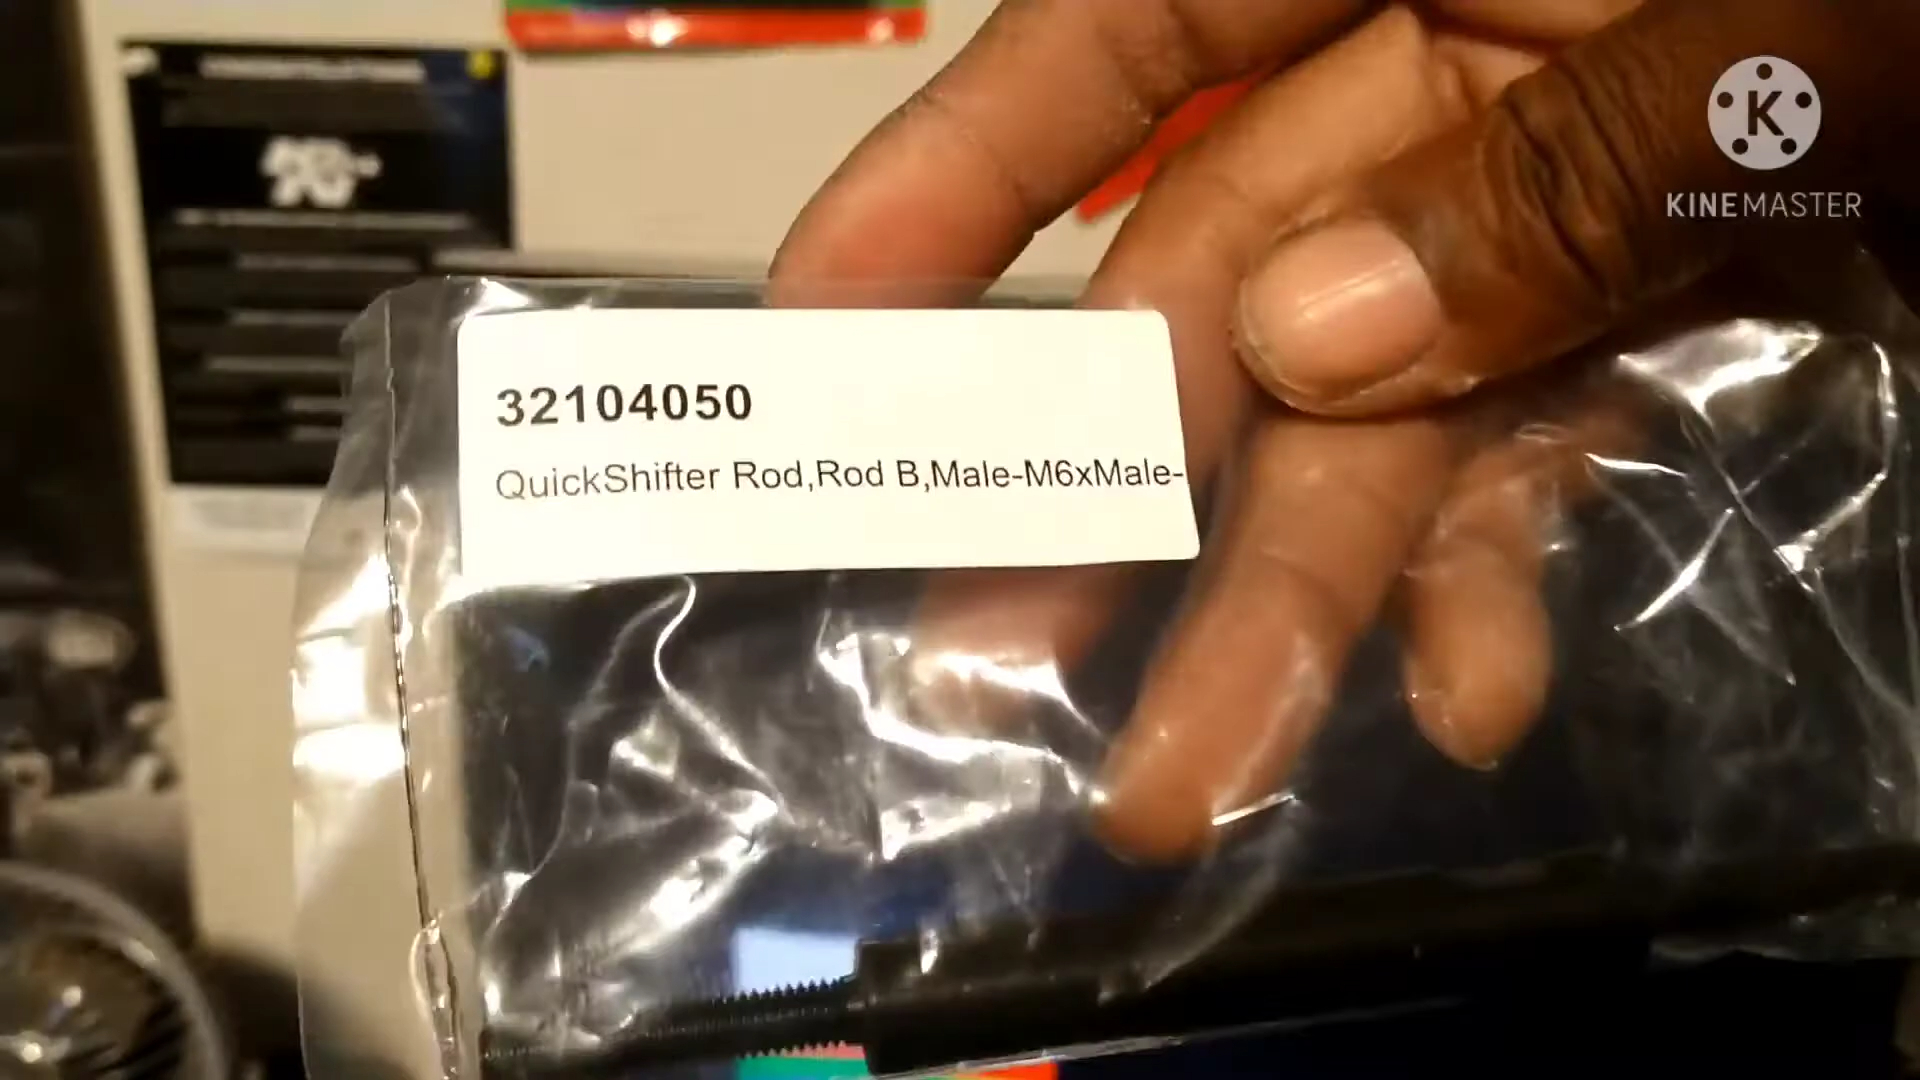 K&N
K
KINEMASTER
32104050
QuickShifter Rod,Rod B,Male-M6xMale-